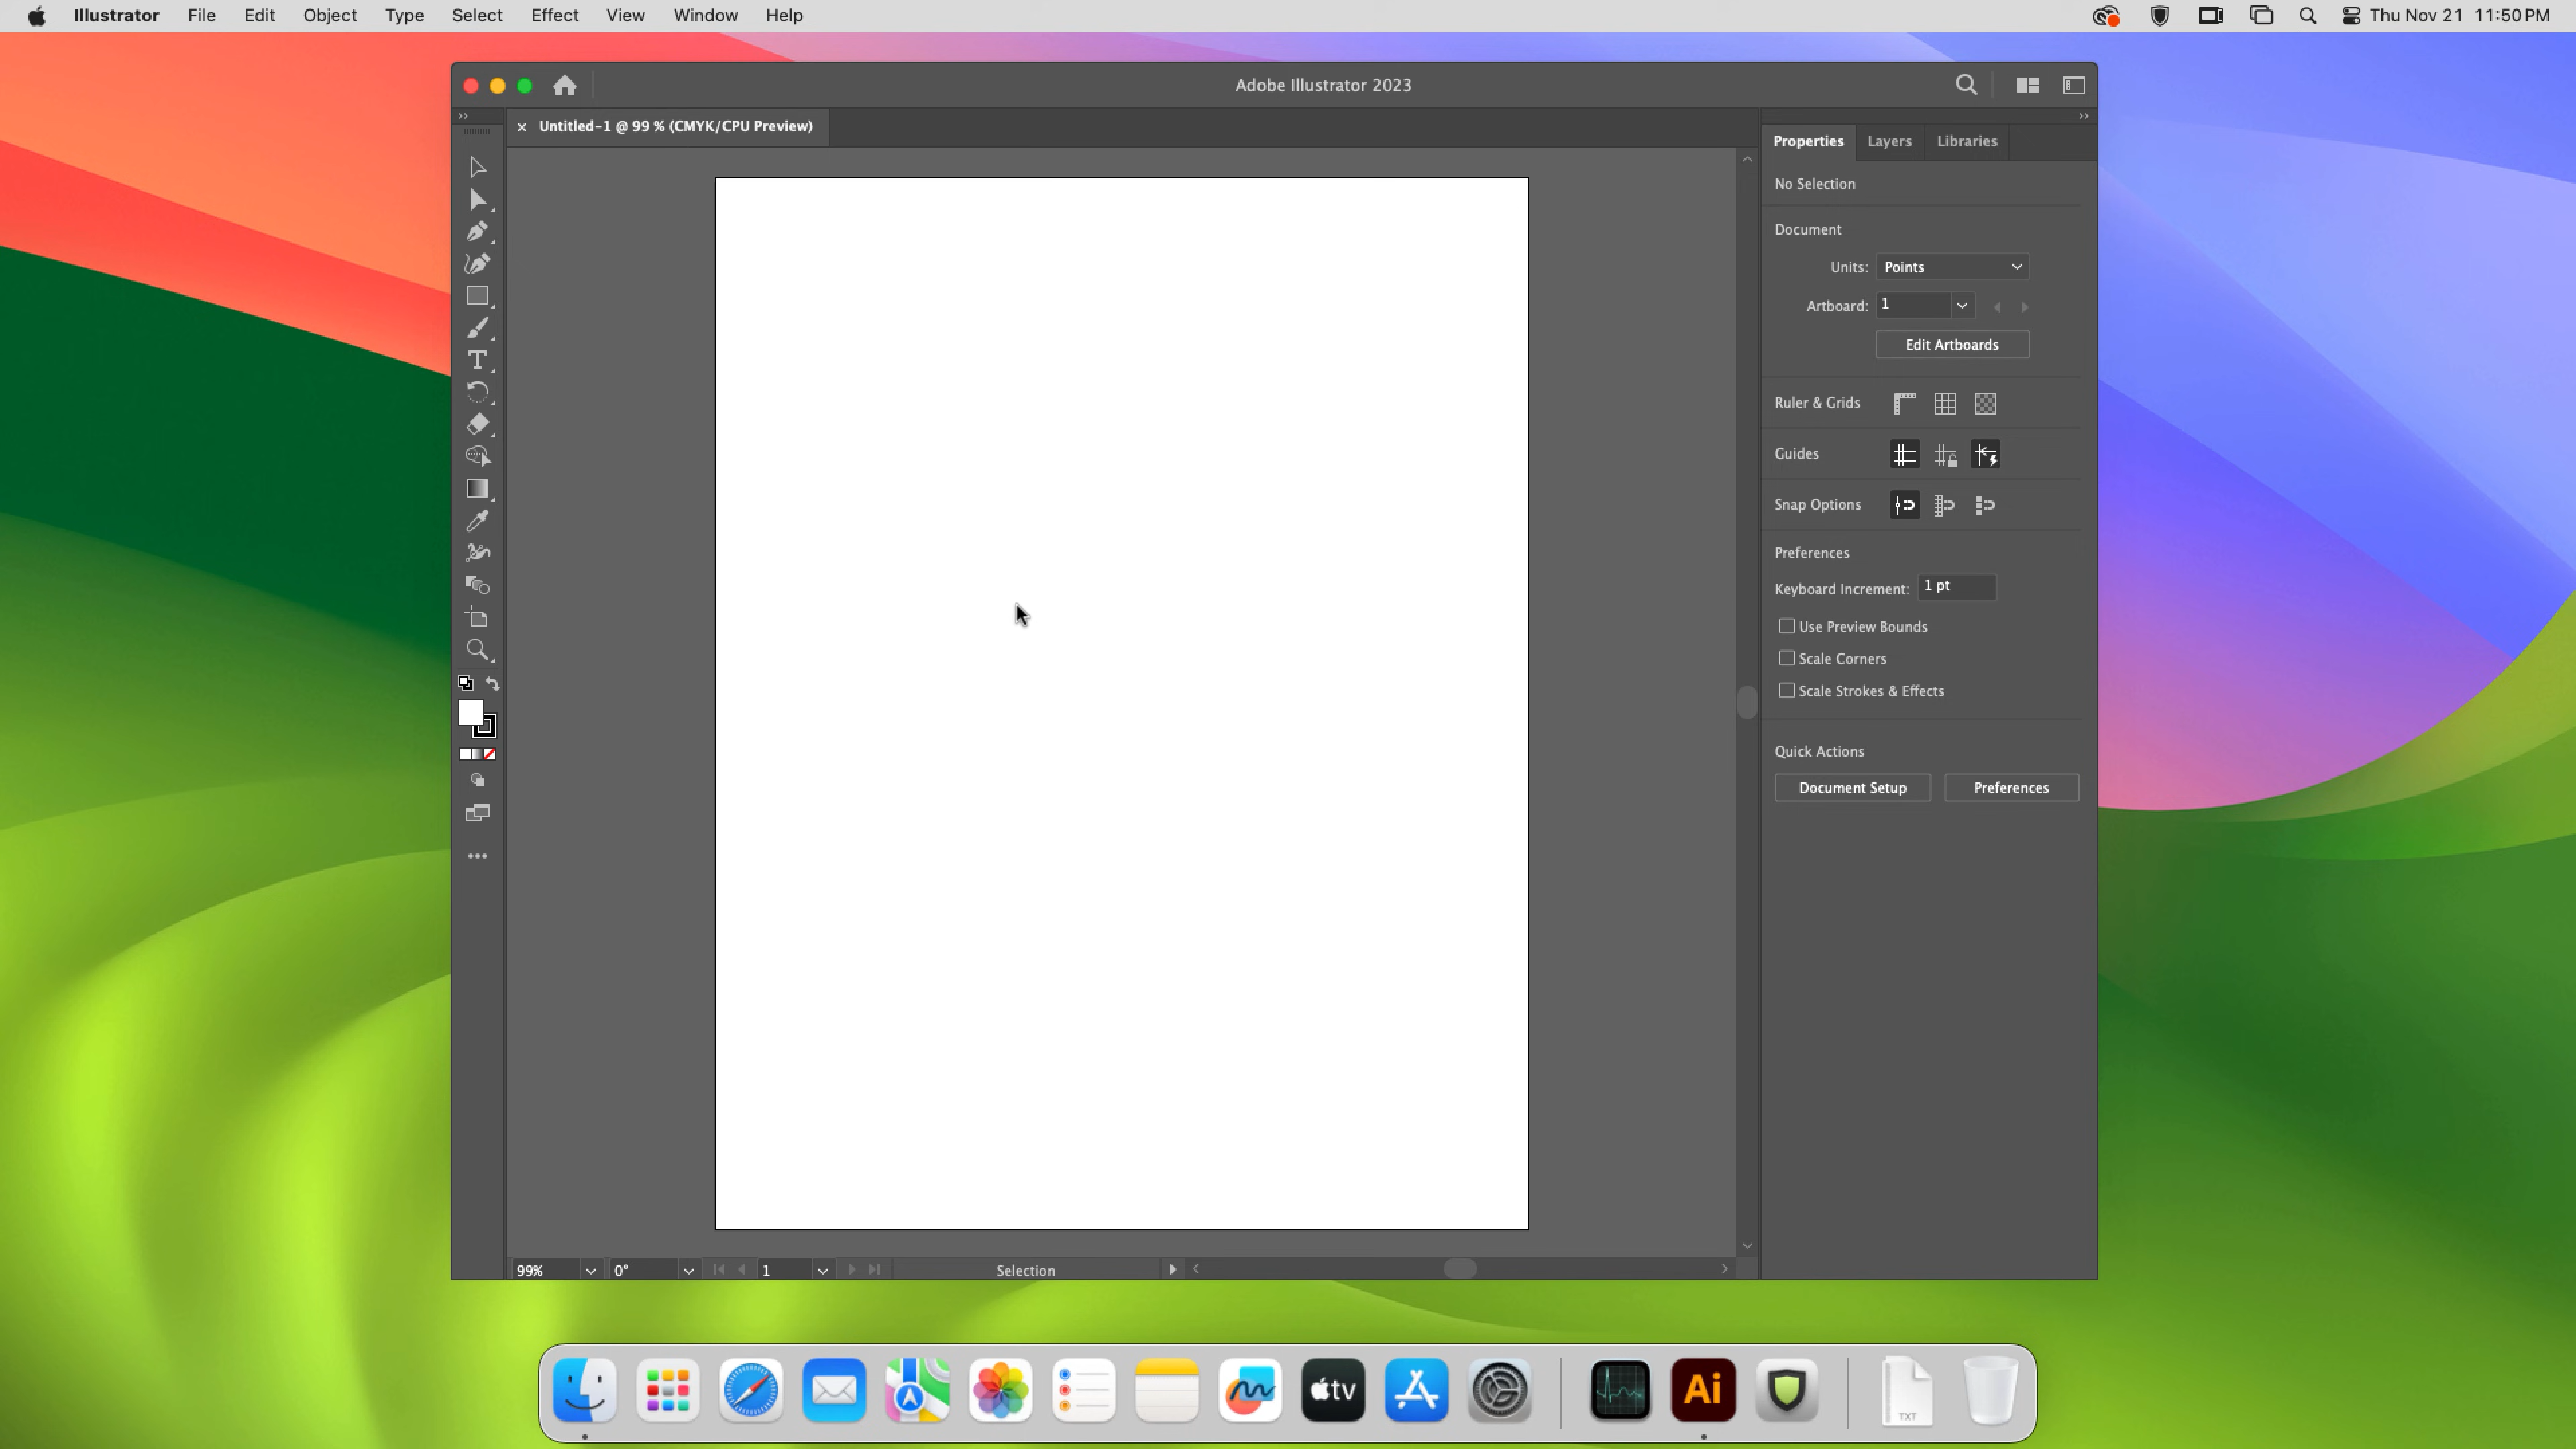 Illustrator File Edit Object Type Select Effect View Window Help Thu Nov 21 11:50 PM
Adobe Illustrator 2023
× Untitled-1 @ 99 % (CMYK/CPU Preview)
Properties Layers Libraries
No Selection
Document
Units: Points
Artboard: 1
Edit Artboards
Ruler & Grids
Guides
Snap Options
Preferences
Keyboard Increment: 1 pt
Use Preview Bounds
Scale Corners
Scale Strokes & Effects
Quick Actions
Document Setup Preferences
99% 0° 1 Selection
tv Ai TXT